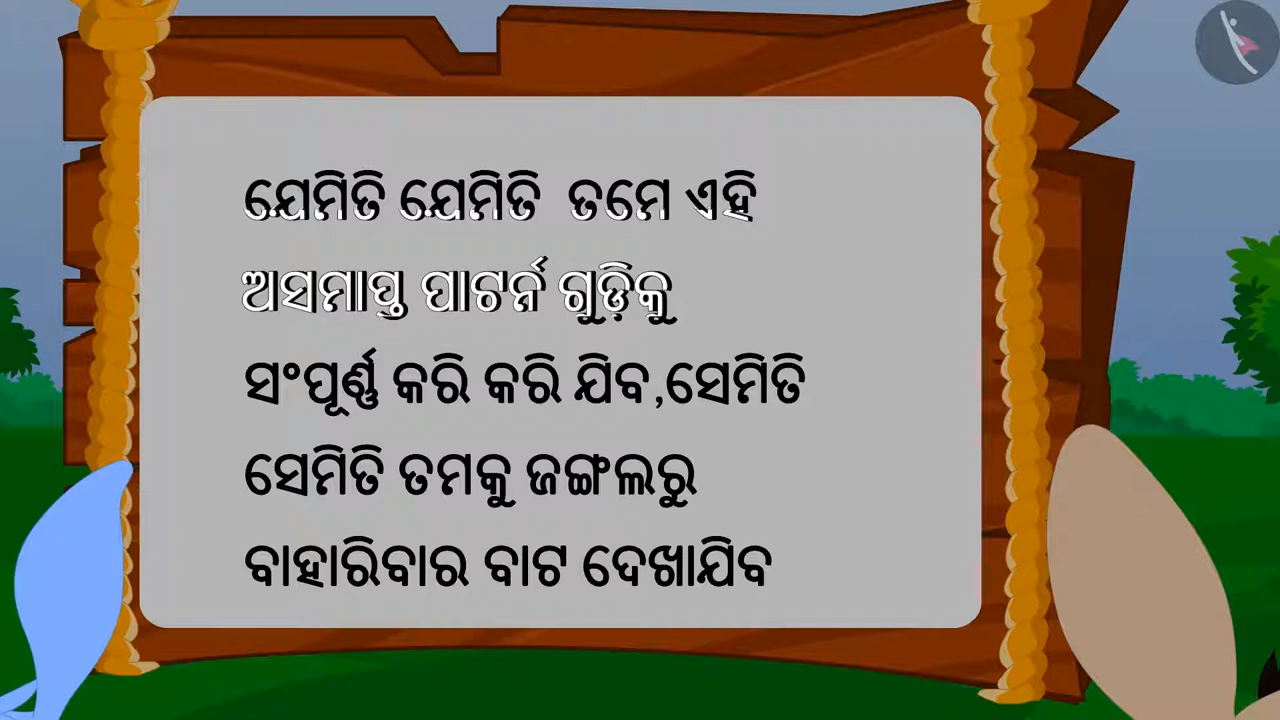 ଯେମିତି ଯେମିତି ତମେ ଏହି
ଅସମାପ୍ତ ପାଟର୍ନ ଗୁଡ଼ିକୁ
ସଂପୂର୍ଣ୍ଣ କରି କରି ଯିବ,ସେମିତି
ସେମିତି ତମକୁ ଜଙ୍ଗଲରୁ
ବାହାରିବାର ବାଟ ଦେଖାଯିବ